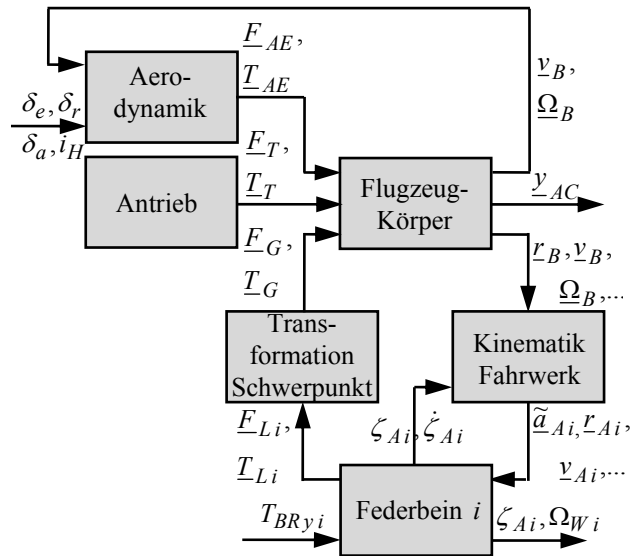 F_AE,
T_AE
Aero-
dynamik
v_B,
Ω_B
δ_e, δ_r
δ_a, i_H
F_T,
T_T
Antrieb
Flugzeug-
Körper
y_AC
F_G,
T_G
r_B, v_B,
Ω_B,...
Trans-
formation
Schwerpunkt
Kinematik
Fahrwerk
F_Li,
T_Li
ζ_Ai, ζ̇_Ai
ã_Ai, r_Ai,
v_Ai,...
T_BRyi
Federbein i
ζ_Ai, Ω_Wi